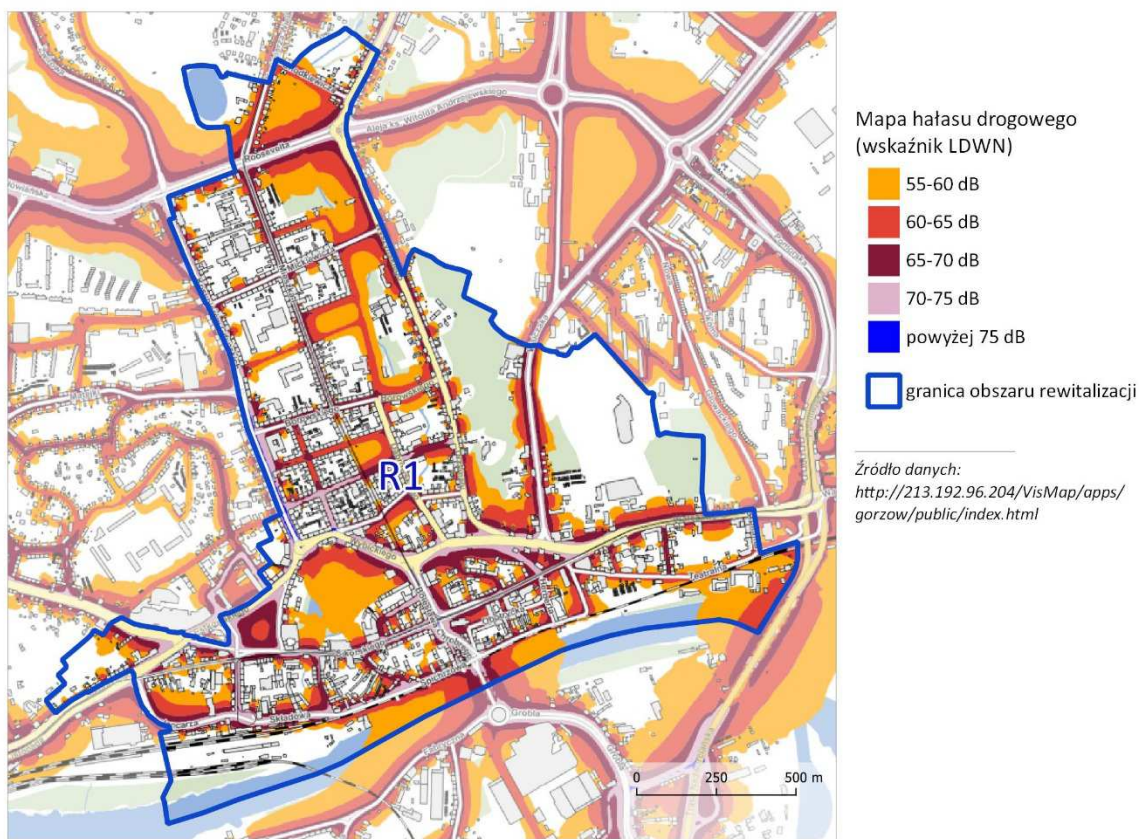 Aleja ks. Witolda Andrzejewskiego
Roosevelta
R1
Teatralna
Sikorskiego
Składowa
Grobla
Fabryczna
0 250 500 m
Mapa hałasu drogowego
(wskaźnik LDWN)
55-60 dB
60-65 dB
65-70 dB
70-75 dB
powyżej 75 dB
granica obszaru rewitalizacji
Źródło danych:
http://213.192.96.204/VisMap/apps/
gorzow/public/index.html